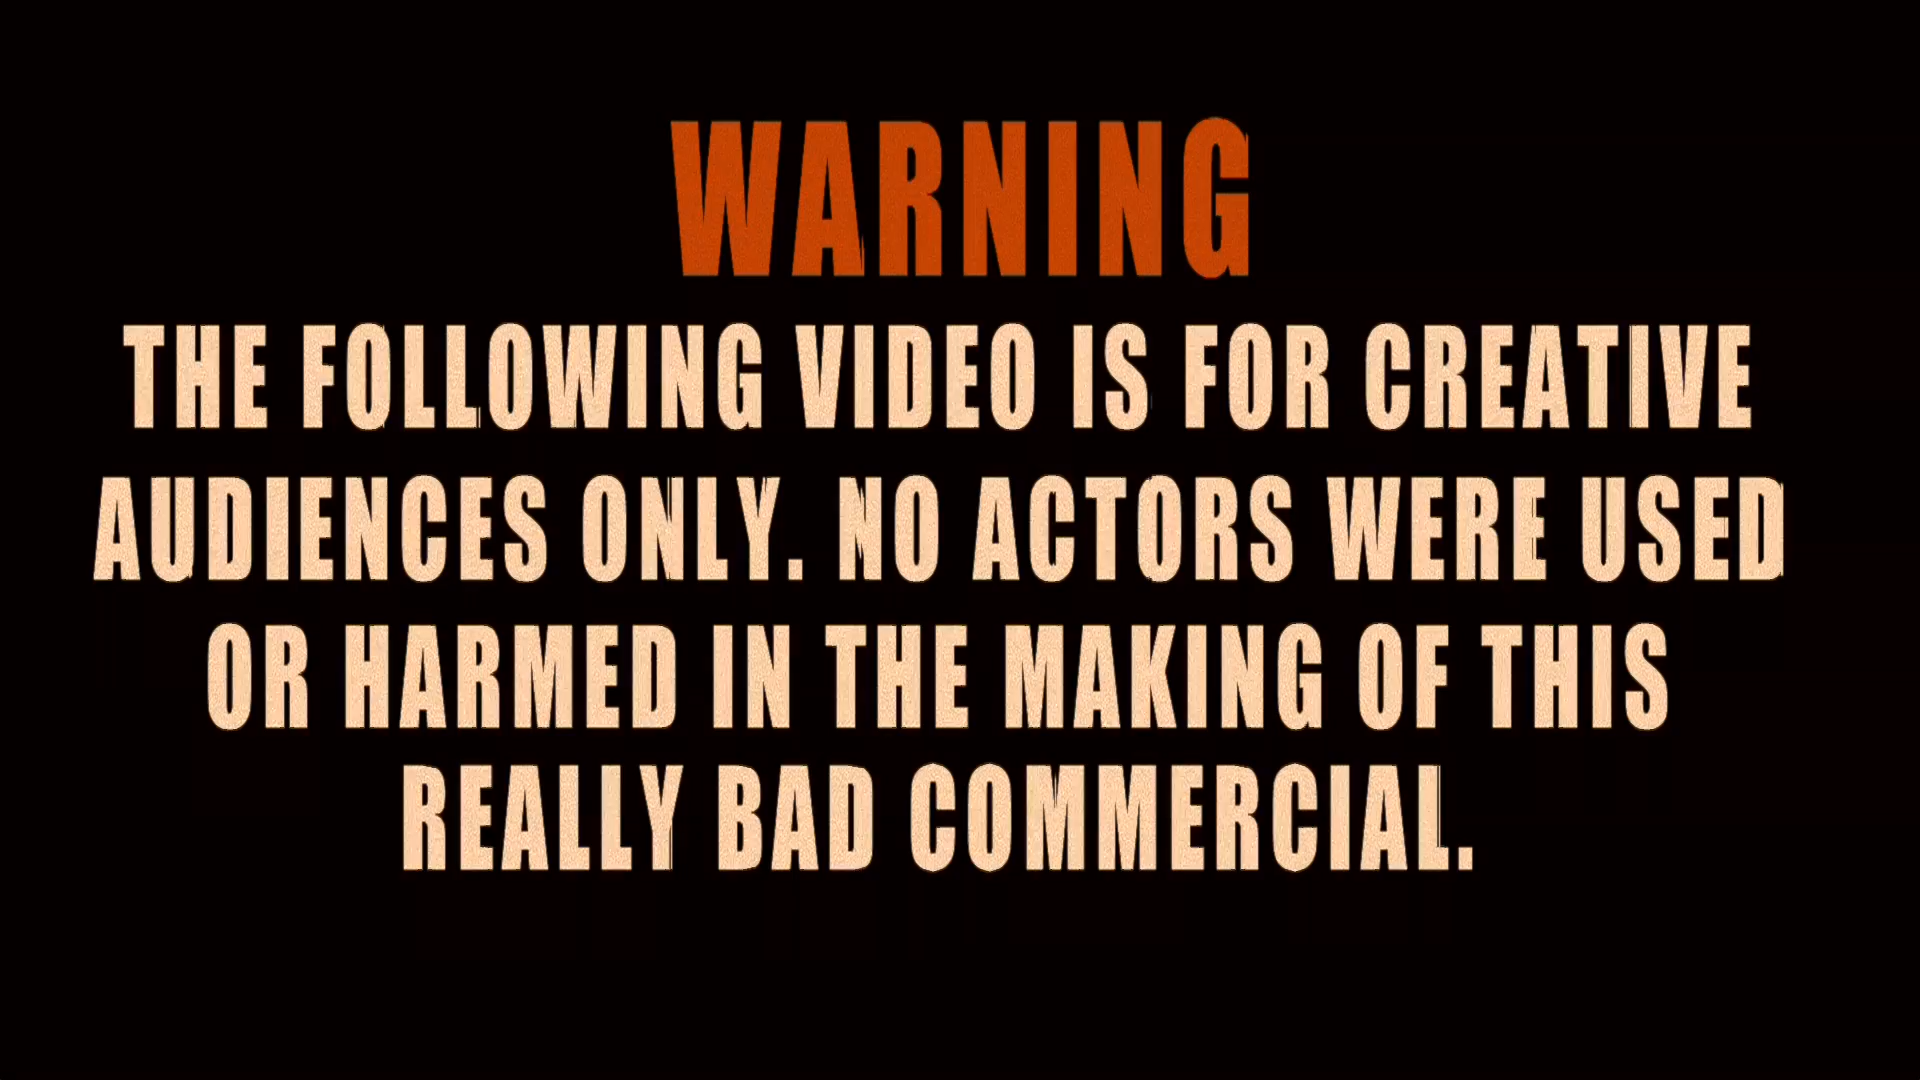 WARNING
THE FOLLOWING VIDEO IS FOR CREATIVE
AUDIENCES ONLY. NO ACTORS WERE USED
OR HARMED IN THE MAKING OF THIS
REALLY BAD COMMERCIAL.